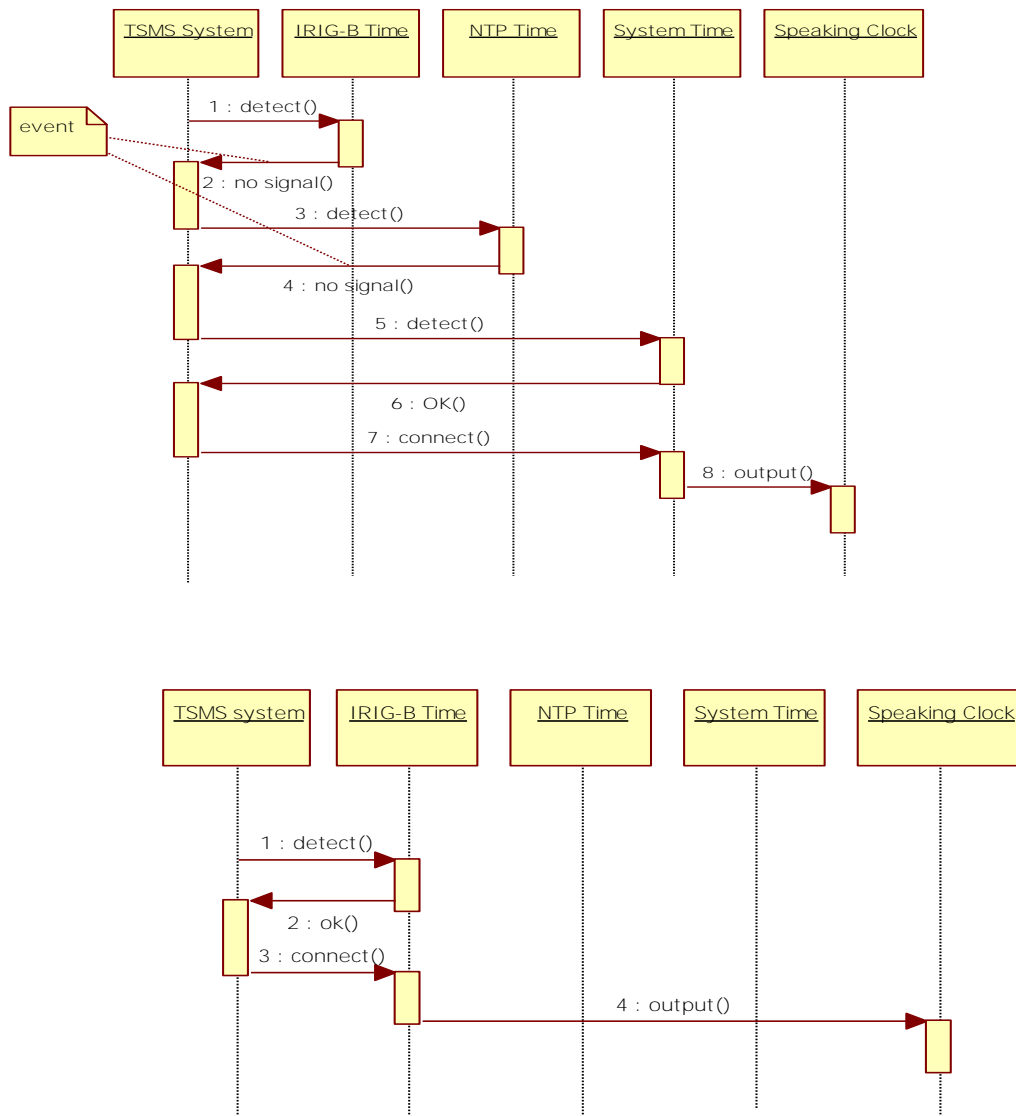 TSMS System
IRIG-B Time
NTP Time
System Time
Speaking Clock
1 : detect()
event
2 : no signal()
3 : detect()
4 : no signal()
5 : detect()
6 : OK()
7 : connect()
8 : output()
TSMS system
IRIG-B Time
NTP Time
System Time
Speaking Clock
1 : detect()
2 : ok()
3 : connect()
4 : output()